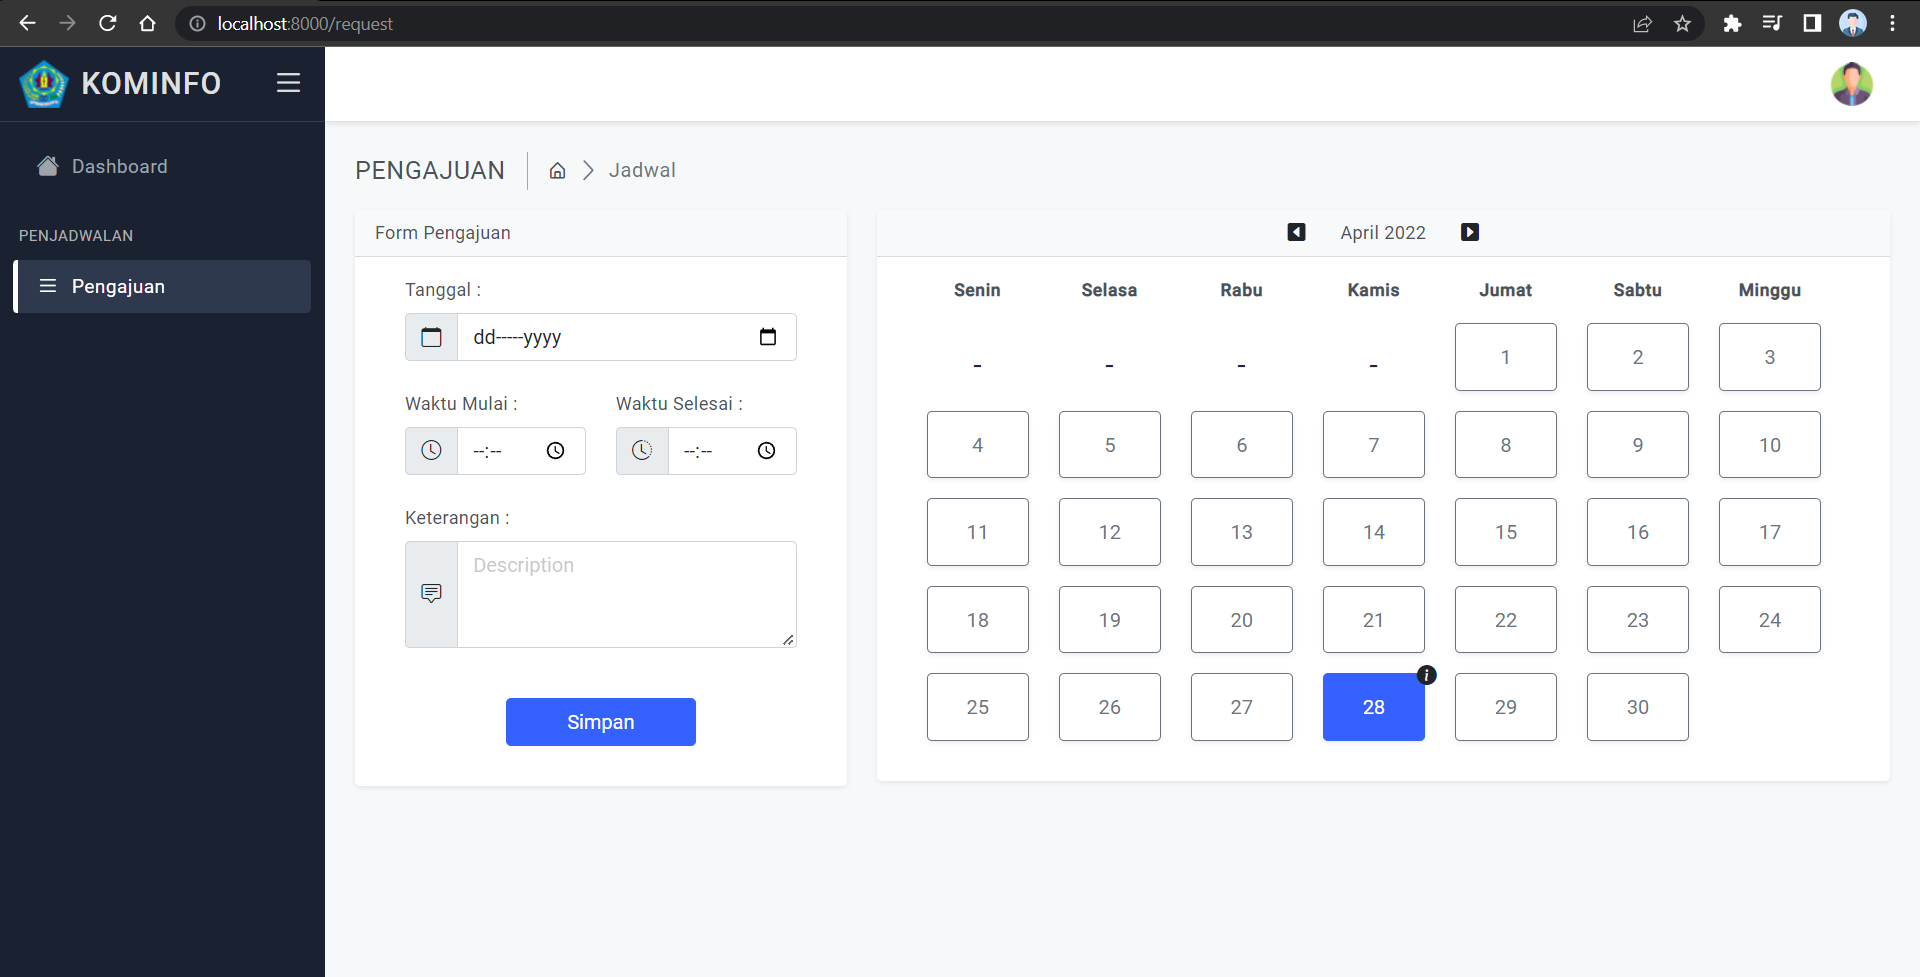 localhost:8000/request
KOMINFO
Dashboard
PENJADWALAN
Pengajuan
PENGAJUAN
Jadwal
Form Pengajuan
Tanggal :
dd-----yyyy
Waktu Mulai :
Waktu Selesai :
--:--
--:--
Keterangan :
Description
Simpan
April 2022
Senin Selasa Rabu Kamis Jumat Sabtu Minggu
- - - - 1 2 3
4 5 6 7 8 9 10
11 12 13 14 15 16 17
18 19 20 21 22 23 24
25 26 27 28 29 30